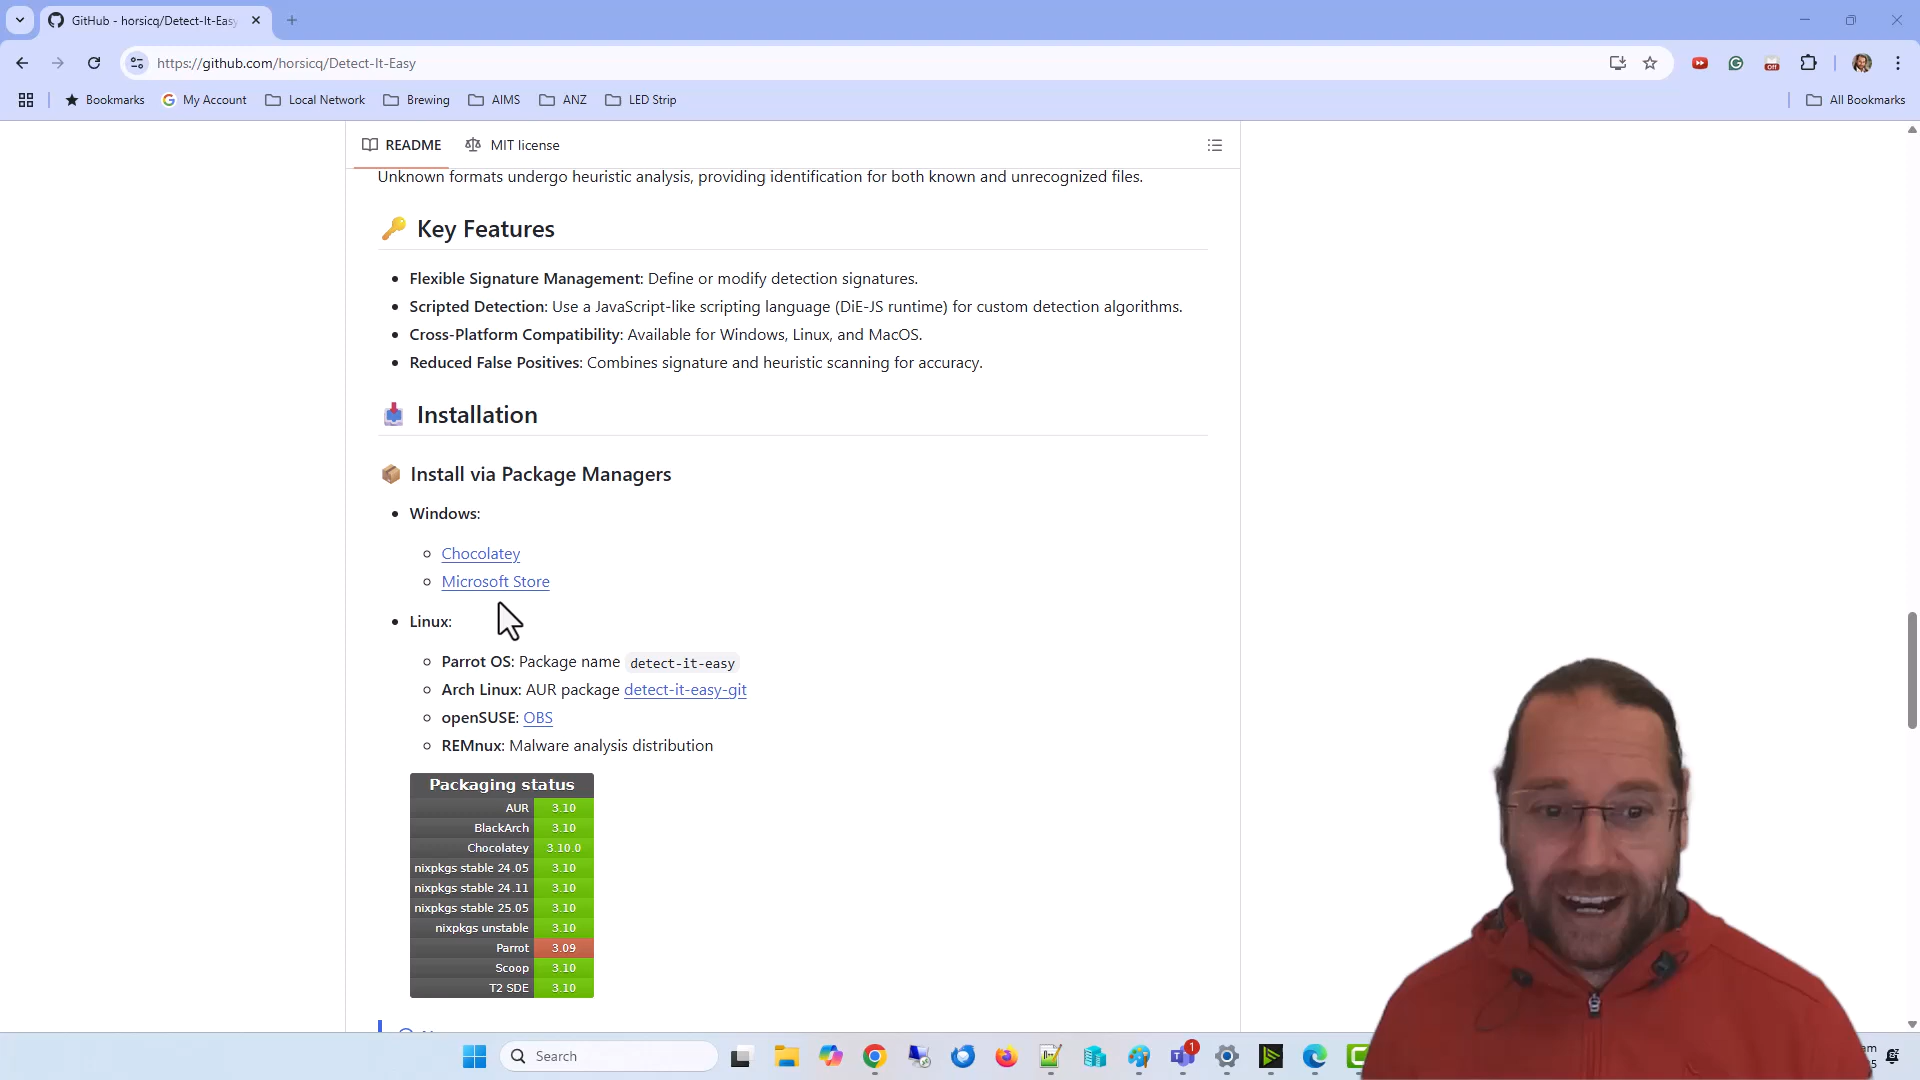 GitHub - horsicq/Detect-It-Easy
https://github.com/horsicq/Detect-It-Easy
Bookmarks
My Account
Local Network
Brewing
AIMS
ANZ
LED Strip
All Bookmarks
README
MIT license
Unknown formats undergo heuristic analysis, providing identification for both known and unrecognized files.
Key Features
Flexible Signature Management: Define or modify detection signatures.
Scripted Detection: Use a JavaScript-like scripting language (DiE-JS runtime) for custom detection algorithms.
Cross-Platform Compatibility: Available for Windows, Linux, and MacOS.
Reduced False Positives: Combines signature and heuristic scanning for accuracy.
Installation
Install via Package Managers
Windows:
Chocolatey
Microsoft Store
Linux:
Parrot OS: Package name detect-it-easy
Arch Linux: AUR package detect-it-easy-git
openSUSE: OBS
REMnux: Malware analysis distribution
Packaging status
AUR 3.10
BlackArch 3.10
Chocolatey 3.10.0
nixpkgs stable 24.05 3.10
nixpkgs stable 24.11 3.10
nixpkgs stable 25.05 3.10
nixpkgs unstable 3.10
Parrot 3.09
Scoop 3.10
T2 SDE 3.10
Search
1